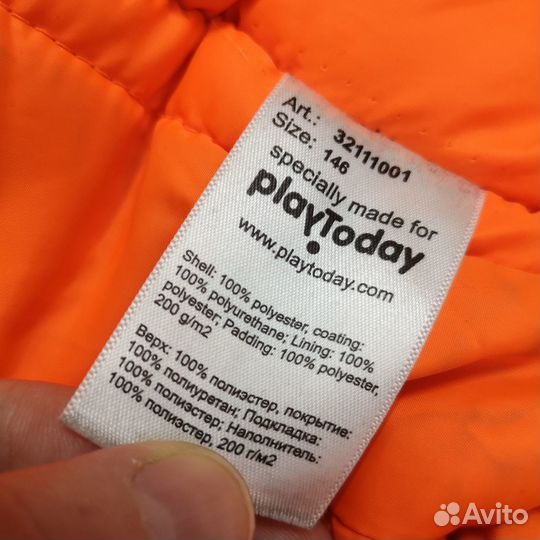 Art.: 32111001
Size: 146
specially made for
playToday
www.playtoday.com
Shell: 100% polyester, coating:
100% polyurethane; Lining: 100%
polyester; Padding: 100% polyester,
200 g/m2
Верх: 100% полиэстер, покрытие:
100% полиуретан; Подкладка:
100% полиэстер; Наполнитель:
100% полиэстер, 200 г/м2
Avito